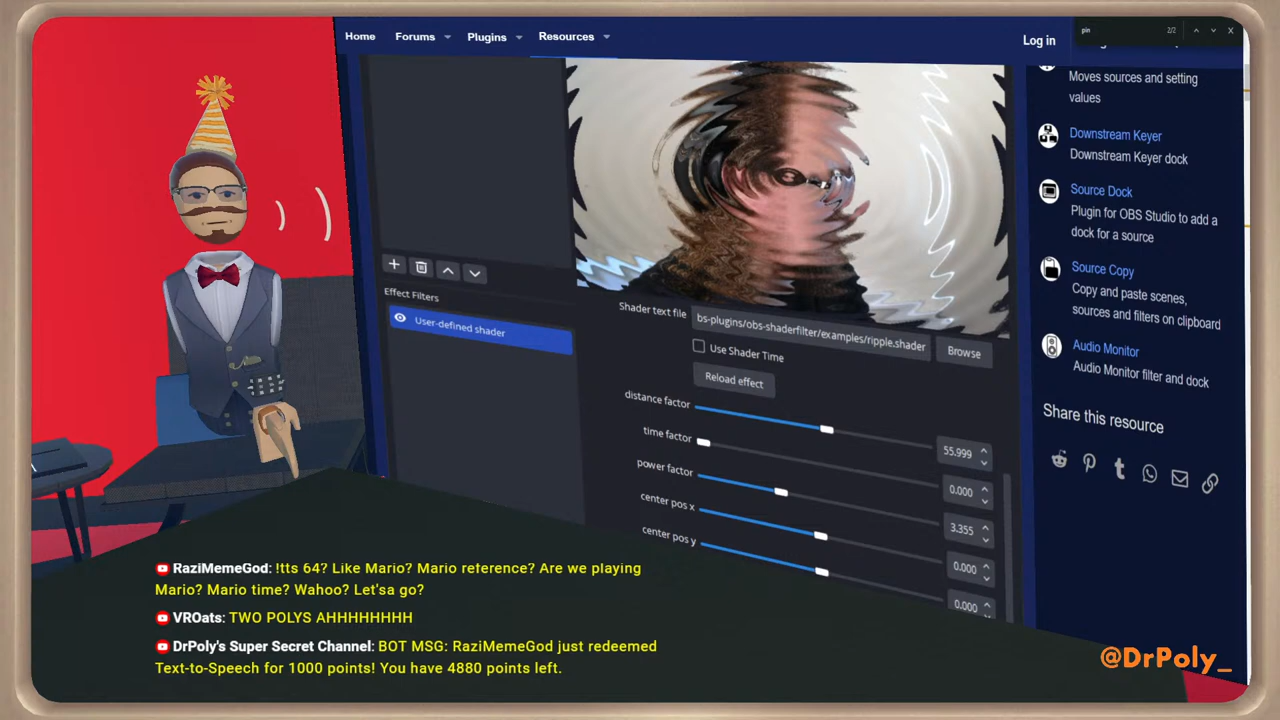 Home Forums Plugins Resources Log in
pin 2/2
Moves sources and setting
values
Downstream Keyer
Downstream Keyer dock
Source Dock
Plugin for OBS Studio to add a
dock for a source
Source Copy
Copy and paste scenes,
sources and filters on clipboard
Audio Monitor
Audio Monitor filter and dock
Share this resource
Effect Filters
User-defined shader
Shader text file bs-plugins/obs-shaderfilter/examples/ripple.shader Browse
Use Shader Time
Reload effect
distance factor 55.999
time factor 0.000
power factor 3.355
center pos x 0.000
center pos y 0.000
RaziMemeGod: !tts 64? Like Mario? Mario reference? Are we playing
Mario? Mario time? Wahoo? Let'sa go?
VROats: TWO POLYS AHHHHHHHH
DrPoly's Super Secret Channel: BOT MSG: RaziMemeGod just redeemed
Text-to-Speech for 1000 points! You have 4880 points left.
@DrPoly_